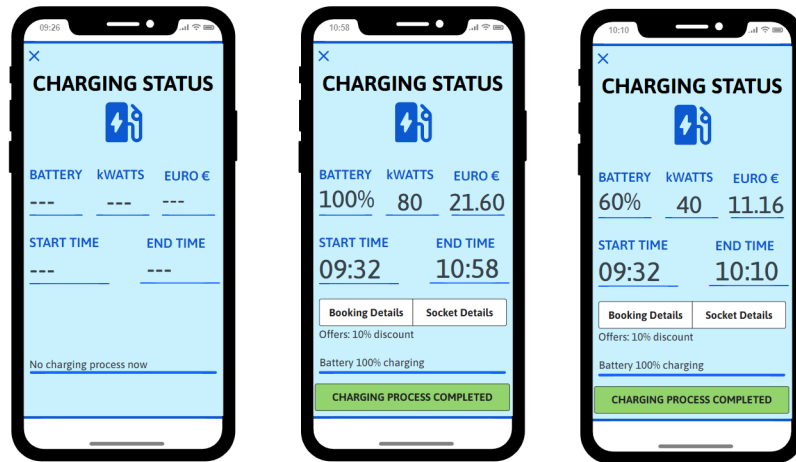 09:26
×
CHARGING STATUS
BATTERY kWATTS EURO €
--- --- ---
START TIME END TIME
--- ---
No charging process now
10:58
×
CHARGING STATUS
BATTERY kWATTS EURO €
100% 80 21.60
START TIME END TIME
09:32 10:58
Booking Details Socket Details
Offers: 10% discount
Battery 100% charging
CHARGING PROCESS COMPLETED
10:10
×
CHARGING STATUS
BATTERY kWATTS EURO €
60% 40 11.16
START TIME END TIME
09:32 10:10
Booking Details Socket Details
Offers: 10% discount
Battery 100% charging
CHARGING PROCESS COMPLETED